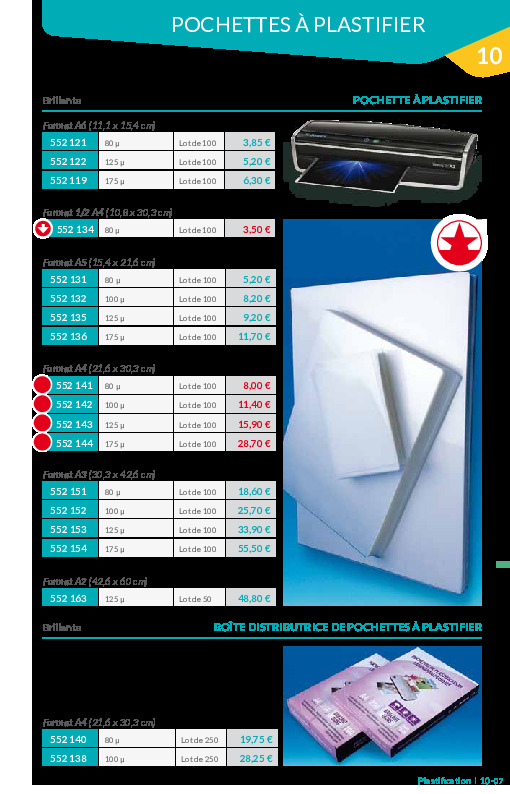 POCHETTES À PLASTIFIER
10
Brillante
POCHETTE À PLASTIFIER
Format A6 (11,1 x 15,4 cm)
552 121 80 µ Lot de 100 3,85 €
552 122 125 µ Lot de 100 5,20 €
552 119 175 µ Lot de 100 6,30 €
Format 1/2 A4 (10,8 x 30,3 cm)
552 134 80 µ Lot de 100 3,50 €
Format A5 (15,4 x 21,6 cm)
552 131 80 µ Lot de 100 5,20 €
552 132 100 µ Lot de 100 8,20 €
552 135 125 µ Lot de 100 9,20 €
552 136 175 µ Lot de 100 11,70 €
Format A4 (21,6 x 30,3 cm)
552 141 80 µ Lot de 100 8,00 €
552 142 100 µ Lot de 100 11,40 €
552 143 125 µ Lot de 100 15,90 €
552 144 175 µ Lot de 100 28,70 €
Format A3 (30,3 x 42,6 cm)
552 151 80 µ Lot de 100 18,60 €
552 152 100 µ Lot de 100 25,70 €
552 153 125 µ Lot de 100 33,90 €
552 154 175 µ Lot de 100 55,50 €
Format A2 (42,6 x 60 cm)
552 163 125 µ Lot de 50 48,80 €
Brillante
BOÎTE DISTRIBUTRICE DE POCHETTES À PLASTIFIER
Format A4 (21,6 x 30,3 cm)
552 140 80 µ Lot de 250 19,75 €
552 138 100 µ Lot de 250 28,25 €
Plastification | 10-07